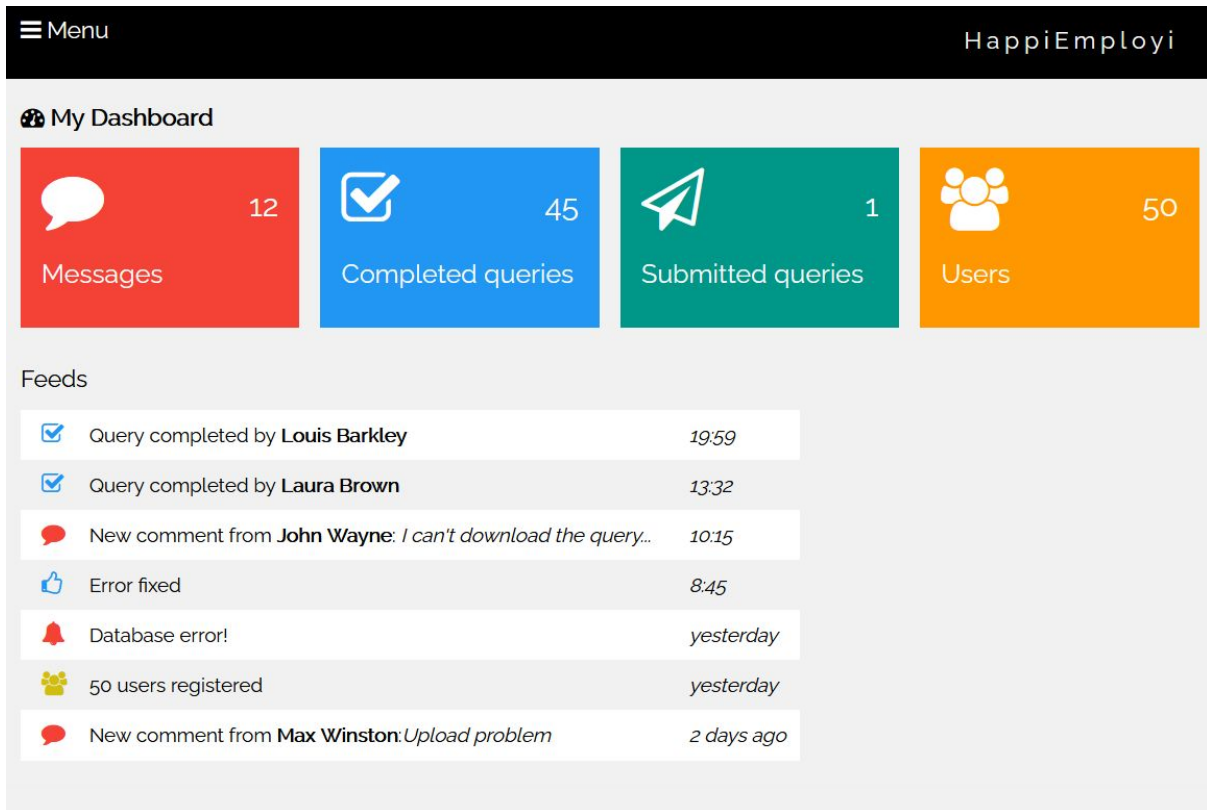 Menu
HappiEmployi
My Dashboard
12
Messages
45
Completed queries
1
Submitted queries
50
Users
Feeds
Query completed by Louis Barkley 19:59
Query completed by Laura Brown 13:32
New comment from John Wayne: I can't download the query... 10:15
Error fixed 8:45
Database error! yesterday
50 users registered yesterday
New comment from Max Winston:Upload problem 2 days ago